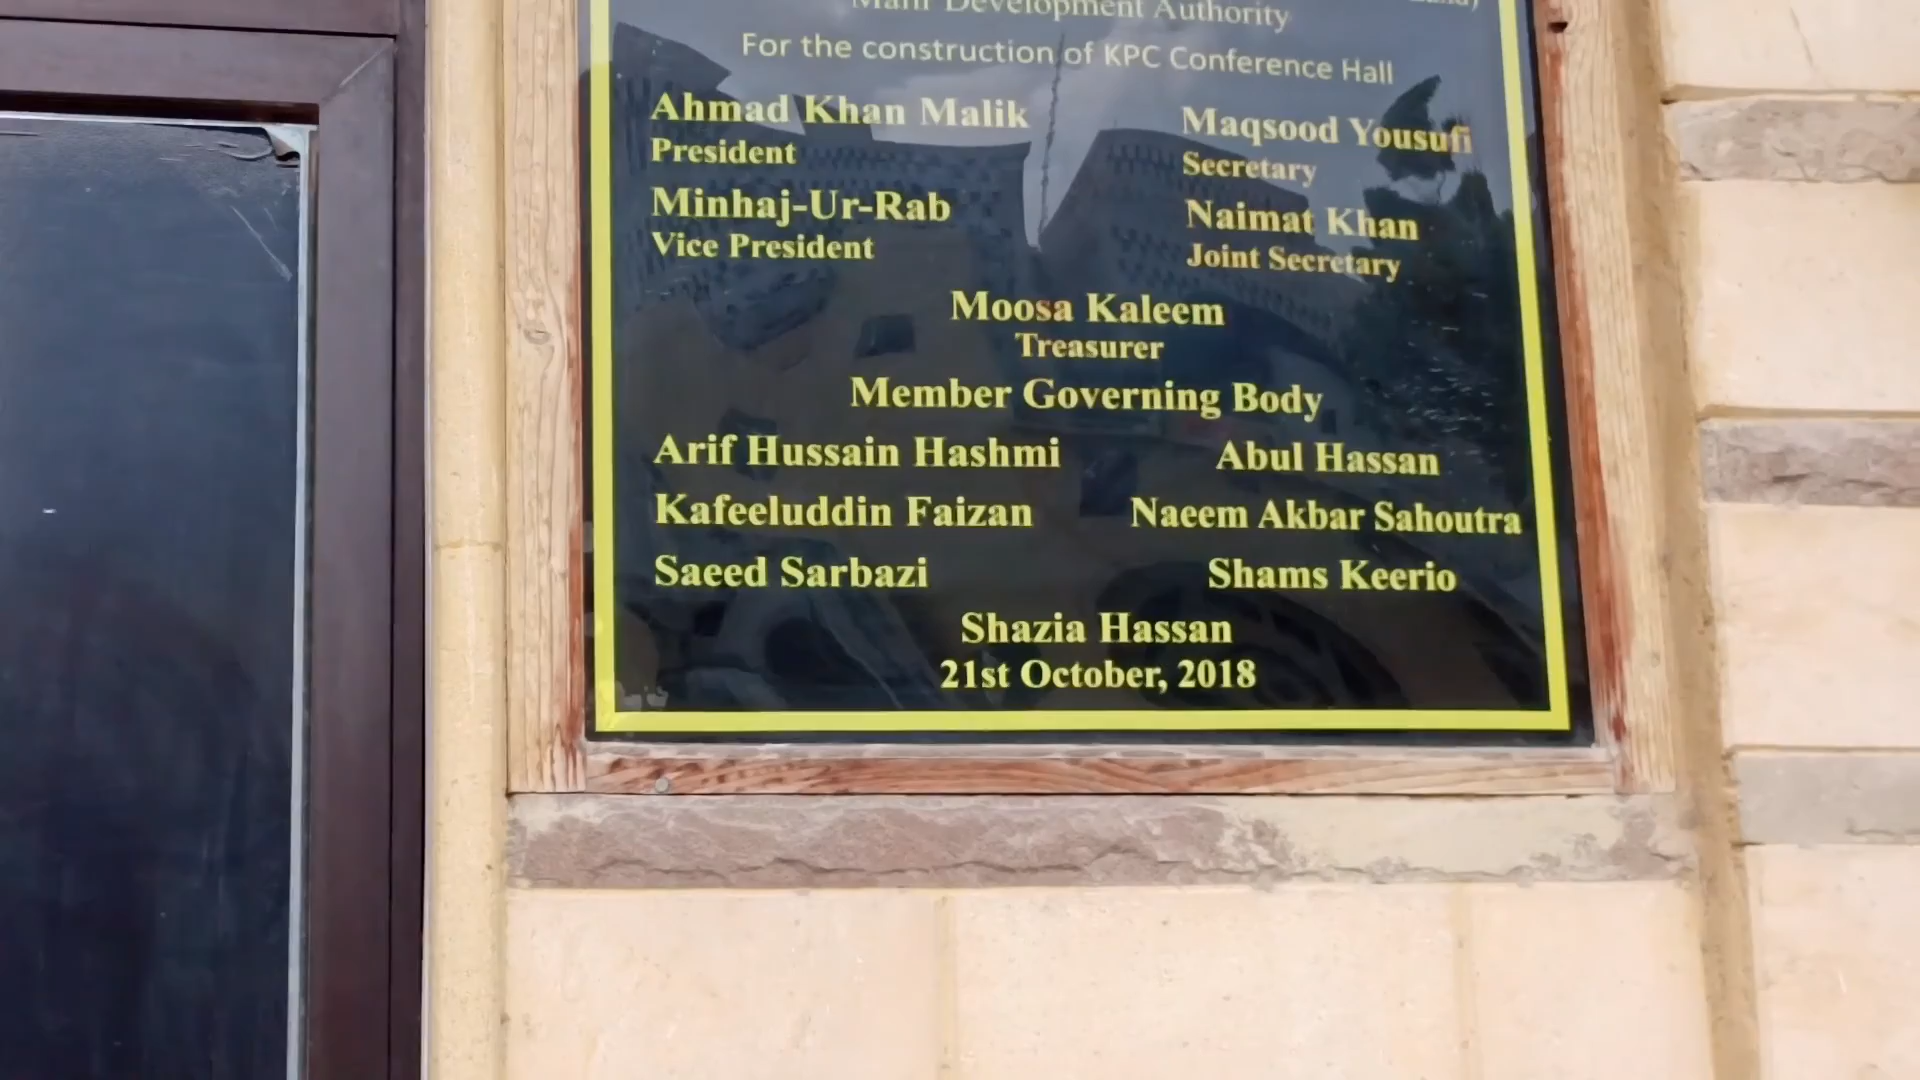 Development Authority
For the construction of KPC Conference Hall
Ahmad Khan Malik
President
Maqsood Yousufi
Secretary
Minhaj-Ur-Rab
Vice President
Naimat Khan
Joint Secretary
Moosa Kaleem
Treasurer
Member Governing Body
Arif Hussain Hashmi
Abul Hassan
Kafeeluddin Faizan
Naeem Akbar Sahoutra
Saeed Sarbazi
Shams Keerio
Shazia Hassan
21st October, 2018